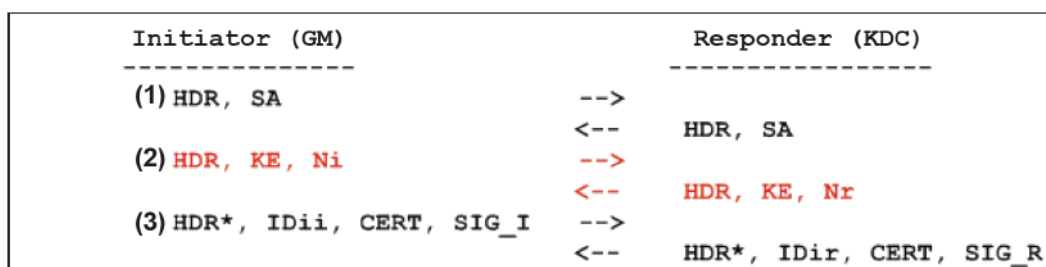 Initiator (GM) Responder (KDC)
--------------- -----------------
(1) HDR, SA -->
<-- HDR, SA
(2) HDR, KE, Ni -->
<-- HDR, KE, Nr
(3) HDR*, IDii, CERT, SIG_I -->
<-- HDR*, IDir, CERT, SIG_R